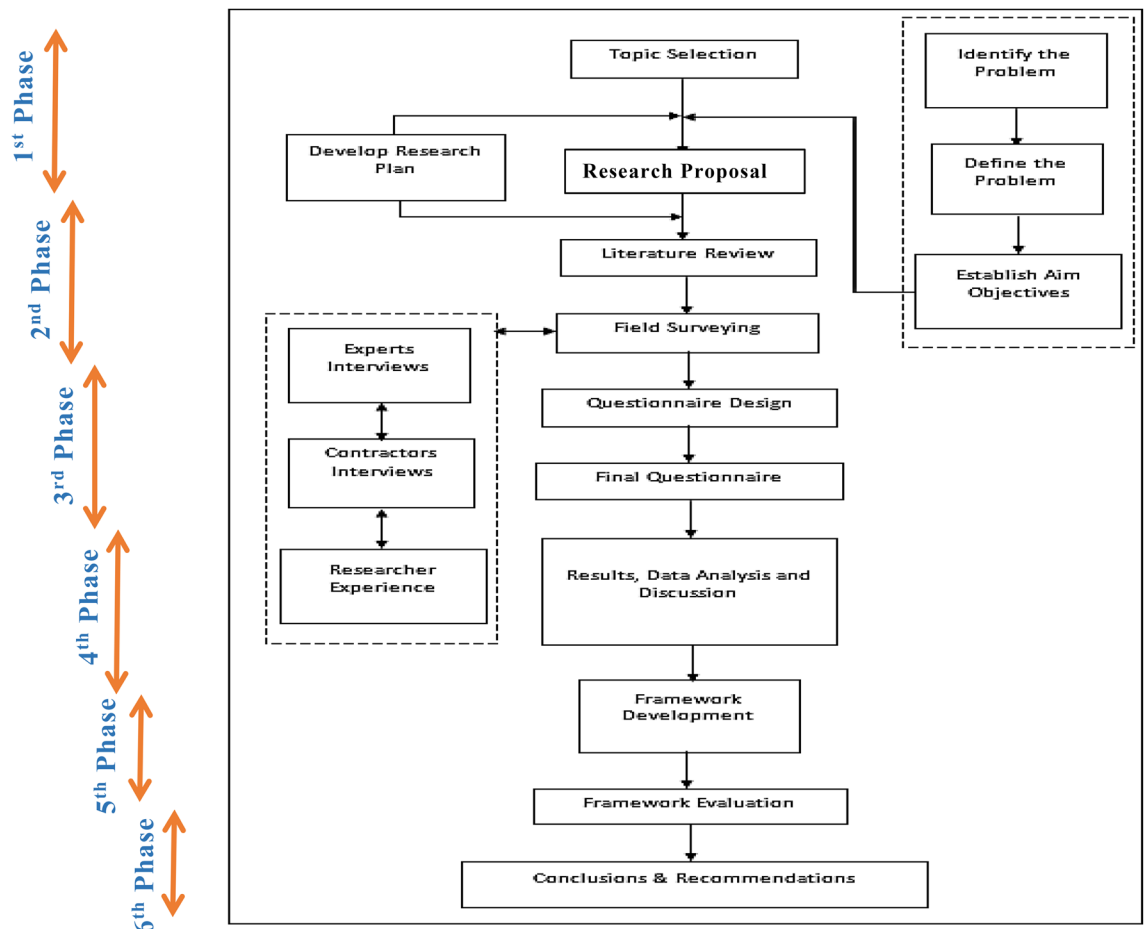 1st Phase
2nd Phase
3rd Phase
4th Phase
5th Phase
6th Phase
Topic Selection
Identify the
Problem
Develop Research
Plan
Research Proposal
Define the
Problem
Literature Review
Establish Aim
Objectives
Field Surveying
Experts
Interviews
Questionnaire Design
Contractors
Interviews
Final Questionnaire
Researcher
Experience
Results, Data Analysis and
Discussion
Framework
Development
Framework Evaluation
Conclusions & Recommendations